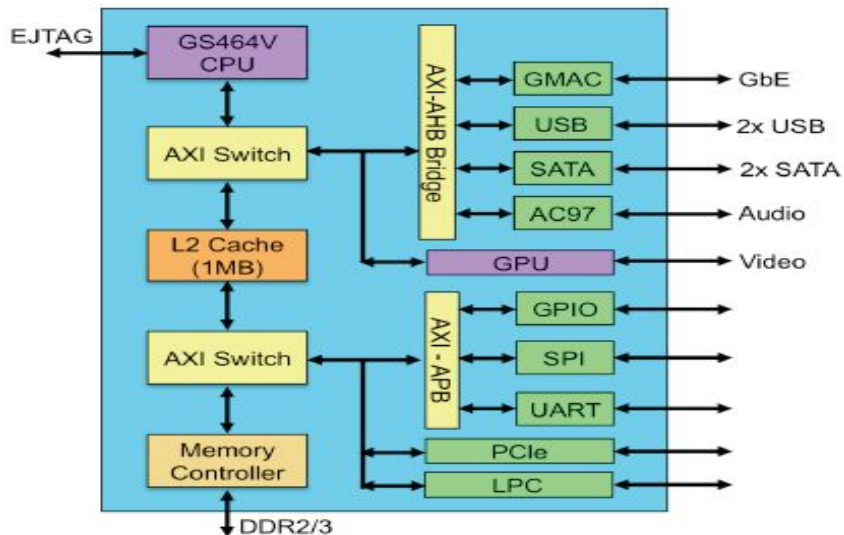 EJTAG
GS464V
CPU
AXI Switch
L2 Cache
(1MB)
AXI Switch
Memory
Controller
DDR2/3
AXI-AHB Bridge
GMAC
GbE
USB
2x USB
SATA
2x SATA
AC97
Audio
GPU
Video
AXI - APB
GPIO
SPI
UART
PCIe
LPC